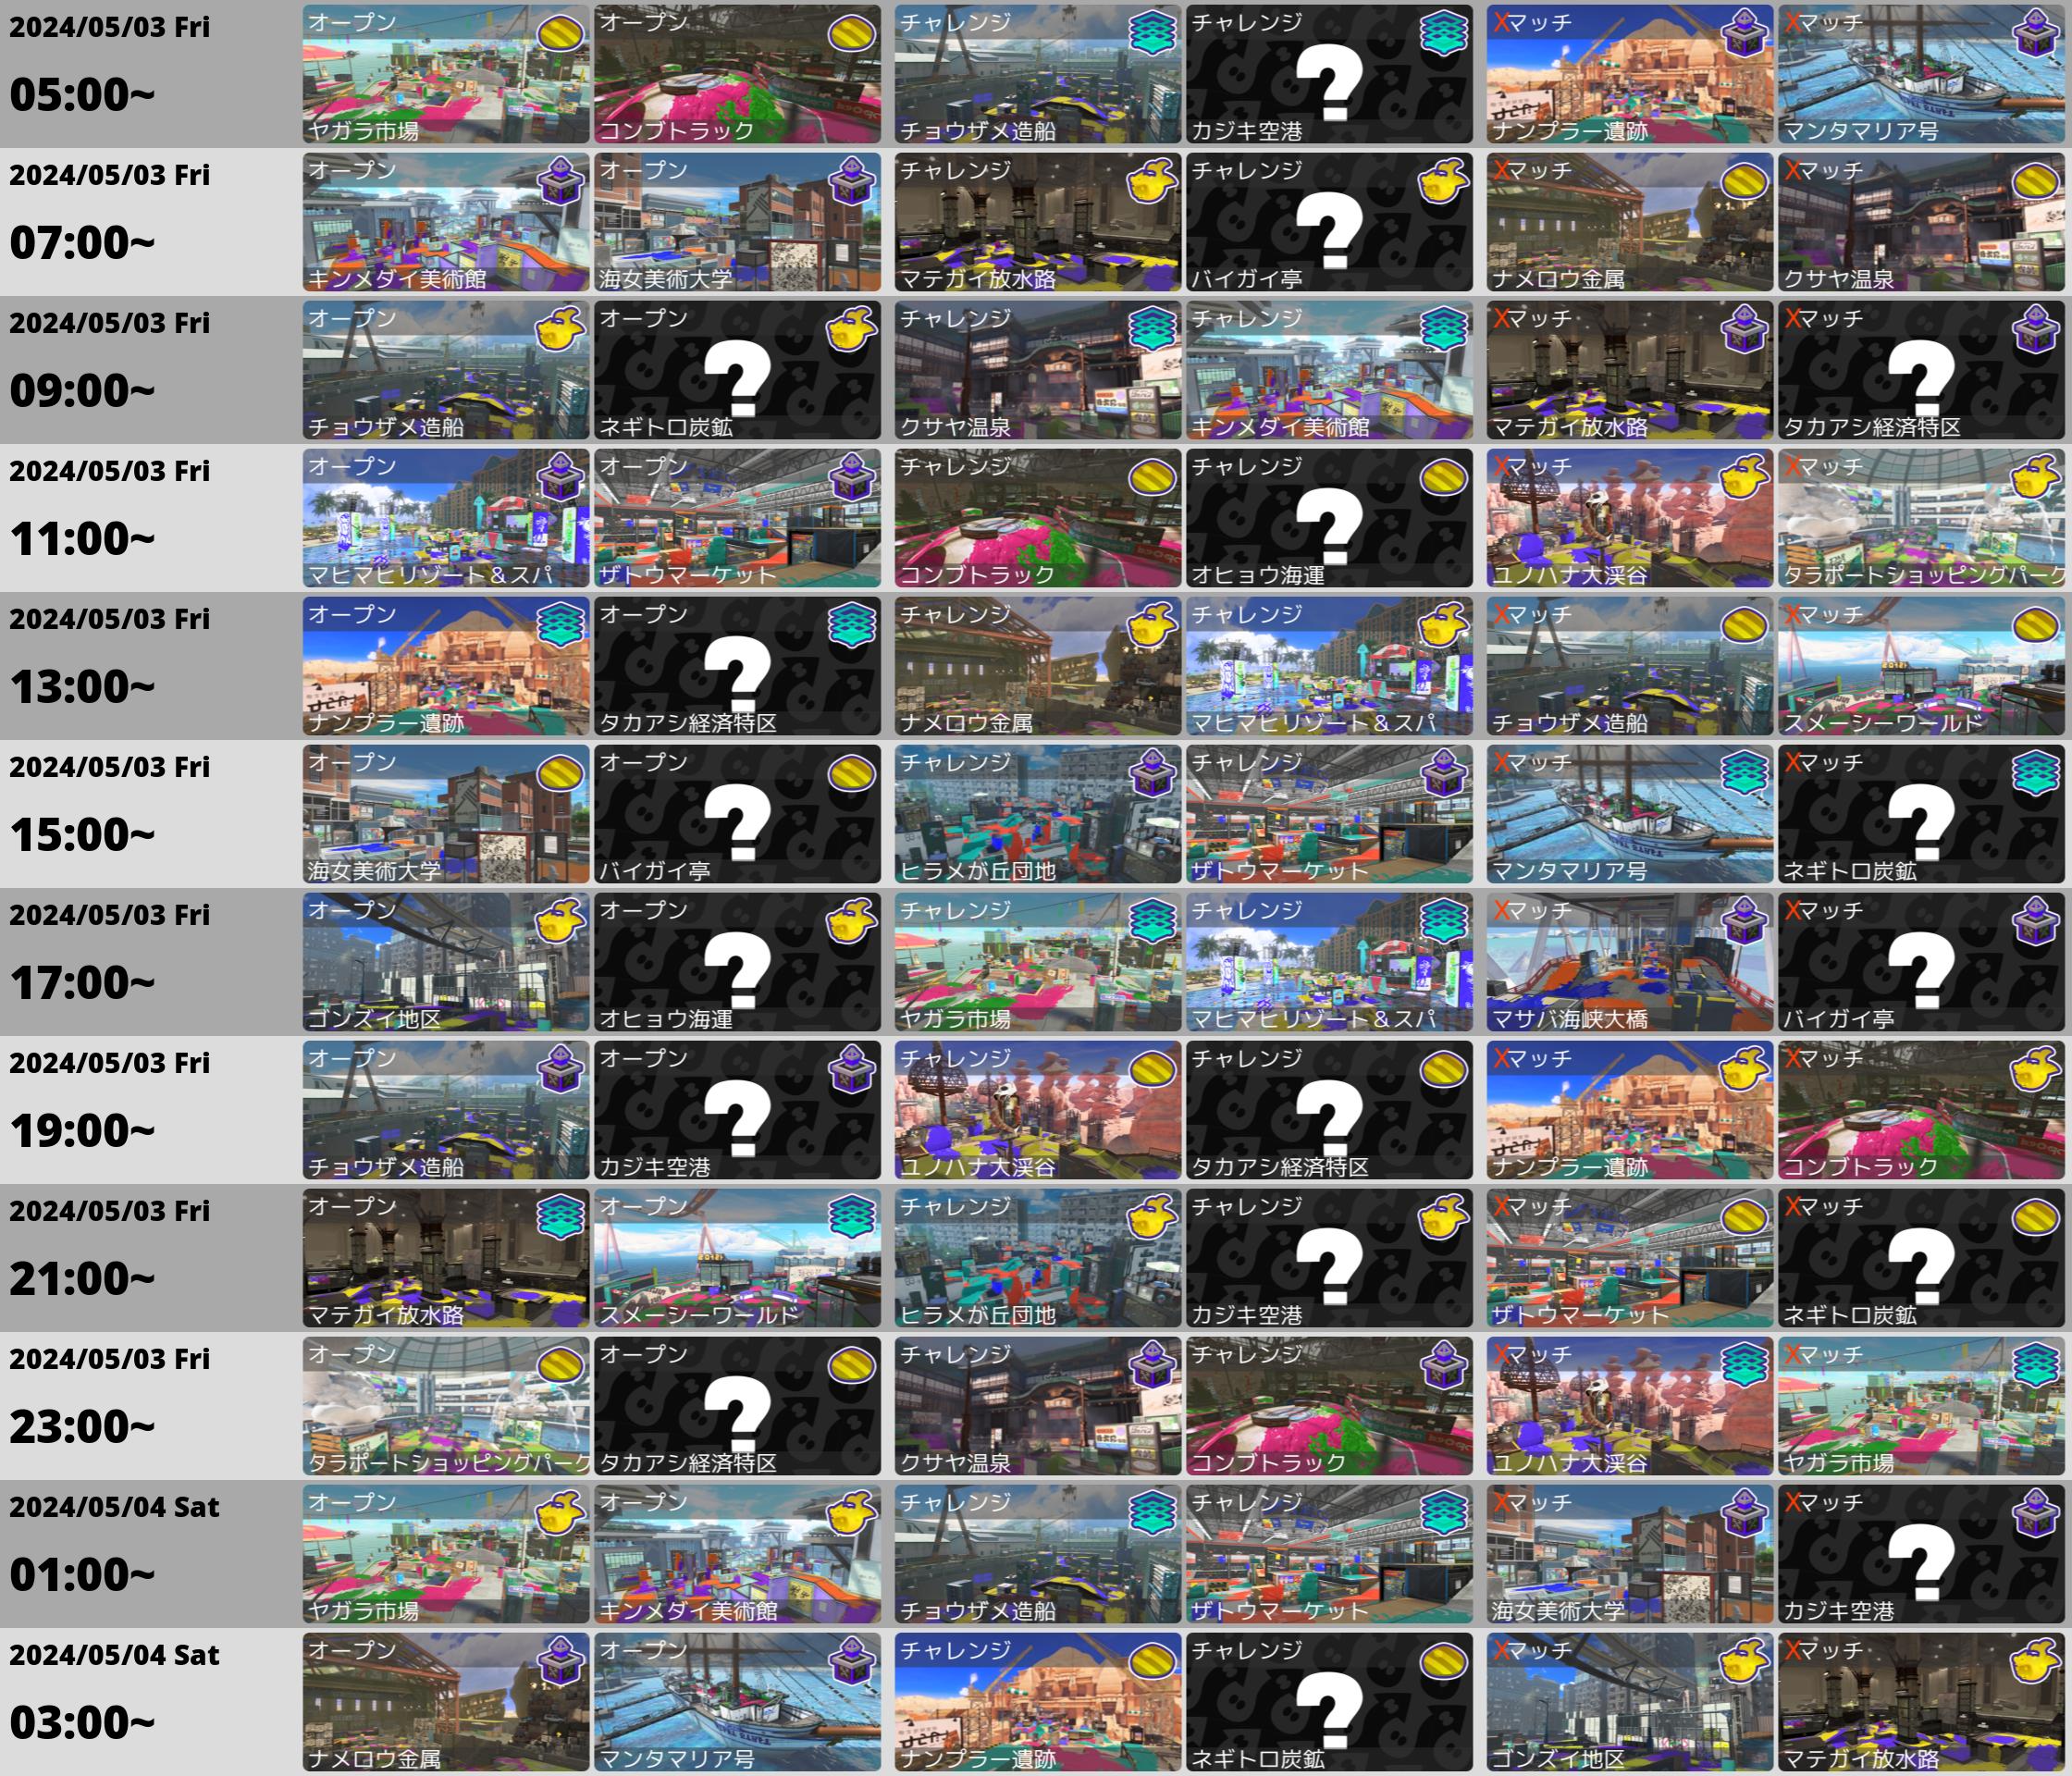 2024/05/03 Fri
05:00~
オープン
ヤガラ市場
オープン
コンブトラック
チャレンジ
チョウザメ造船
チャレンジ
カジキ空港
Xマッチ
ナンプラー遺跡
Xマッチ
マンタマリア号
2024/05/03 Fri
07:00~
オープン
キンメダイ美術館
オープン
海女美術大学
チャレンジ
マテガイ放水路
チャレンジ
バイガイ亭
Xマッチ
ナメロウ金属
Xマッチ
クサヤ温泉
2024/05/03 Fri
09:00~
オープン
チョウザメ造船
オープン
ネギトロ炭鉱
チャレンジ
クサヤ温泉
チャレンジ
キンメダイ美術館
Xマッチ
マテガイ放水路
Xマッチ
タカアシ経済特区
2024/05/03 Fri
11:00~
オープン
マヒマヒリゾート＆スパ
オープン
ザトウマーケット
チャレンジ
コンブトラック
チャレンジ
オヒョウ海運
Xマッチ
ユノハナ大渓谷
Xマッチ
タラポートショッピングパーク
2024/05/03 Fri
13:00~
オープン
ナンプラー遺跡
オープン
タカアシ経済特区
チャレンジ
ナメロウ金属
チャレンジ
マヒマヒリゾート＆スパ
Xマッチ
チョウザメ造船
Xマッチ
スメーシーワールド
2024/05/03 Fri
15:00~
オープン
海女美術大学
オープン
バイガイ亭
チャレンジ
ヒラメが丘団地
チャレンジ
ザトウマーケット
Xマッチ
マンタマリア号
Xマッチ
ネギトロ炭鉱
2024/05/03 Fri
17:00~
オープン
ゴンズイ地区
オープン
オヒョウ海運
チャレンジ
ヤガラ市場
チャレンジ
マヒマヒリゾート＆スパ
Xマッチ
マサバ海峡大橋
Xマッチ
バイガイ亭
2024/05/03 Fri
19:00~
オープン
チョウザメ造船
オープン
カジキ空港
チャレンジ
ユノハナ大渓谷
チャレンジ
タカアシ経済特区
Xマッチ
ナンプラー遺跡
Xマッチ
コンブトラック
2024/05/03 Fri
21:00~
オープン
マテガイ放水路
オープン
スメーシーワールド
チャレンジ
ヒラメが丘団地
チャレンジ
カジキ空港
Xマッチ
ザトウマーケット
Xマッチ
ネギトロ炭鉱
2024/05/03 Fri
23:00~
オープン
タラポートショッピングパーク
オープン
タカアシ経済特区
チャレンジ
クサヤ温泉
チャレンジ
コンブトラック
Xマッチ
ユノハナ大渓谷
Xマッチ
ヤガラ市場
2024/05/04 Sat
01:00~
オープン
ヤガラ市場
オープン
キンメダイ美術館
チャレンジ
チョウザメ造船
チャレンジ
ザトウマーケット
Xマッチ
海女美術大学
Xマッチ
カジキ空港
2024/05/04 Sat
03:00~
オープン
ナメロウ金属
オープン
マンタマリア号
チャレンジ
ナンプラー遺跡
チャレンジ
ネギトロ炭鉱
Xマッチ
ゴンズイ地区
Xマッチ
マテガイ放水路